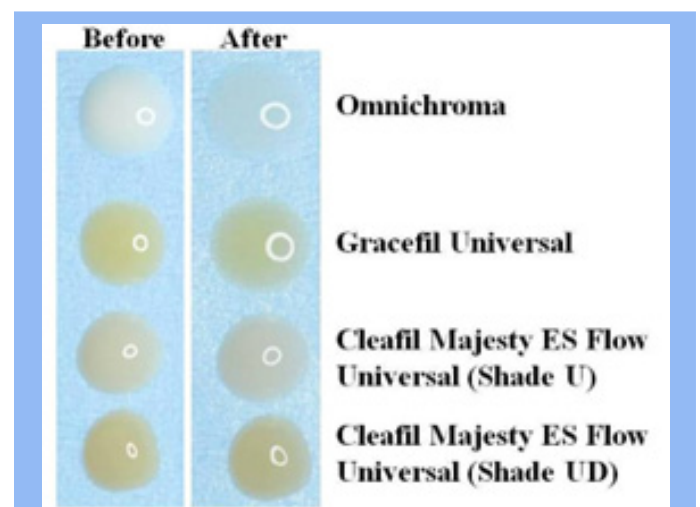 Before After
Omnichroma
Gracefil Universal
Cleafil Majesty ES Flow
Universal (Shade U)
Cleafil Majesty ES Flow
Universal (Shade UD)